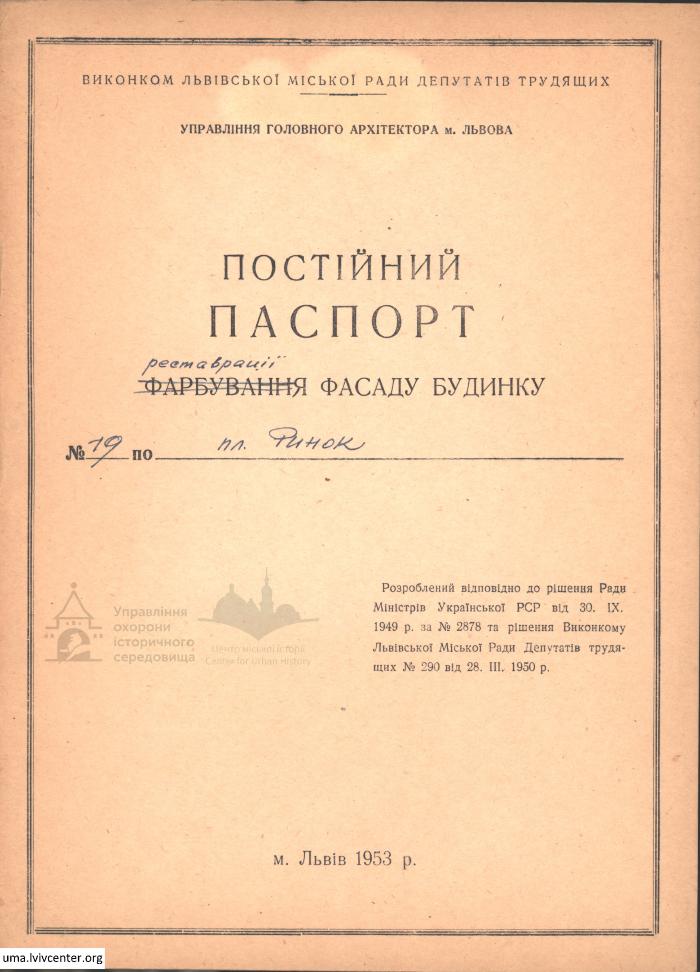 ВИКОНКОМ ЛЬВІВСЬКОЇ МІСЬКОЇ РАДИ ДЕПУТАТІВ ТРУДЯЩИХ
УПРАВЛІННЯ ГОЛОВНОГО АРХІТЕКТОРА м. ЛЬВОВА
ПОСТІЙНИЙ
ПАСПОРТ
реставрації
ФАРБУВАННЯ ФАСАДУ БУДИНКУ
№ 19 по пл. Ринок
Розроблений відповідно до рішення Ради
Міністрів Української РСР від 30. IX.
1949 р. за № 2878 та рішення Виконкому
Львівської Міської Ради Депутатів трудя-
щих № 290 від 28. III. 1950 р.
Управління
охорони
історичного
середовища
Центр міської історії
Center for Urban History
м. Львів 1953 р.
uma.lvivcenter.org